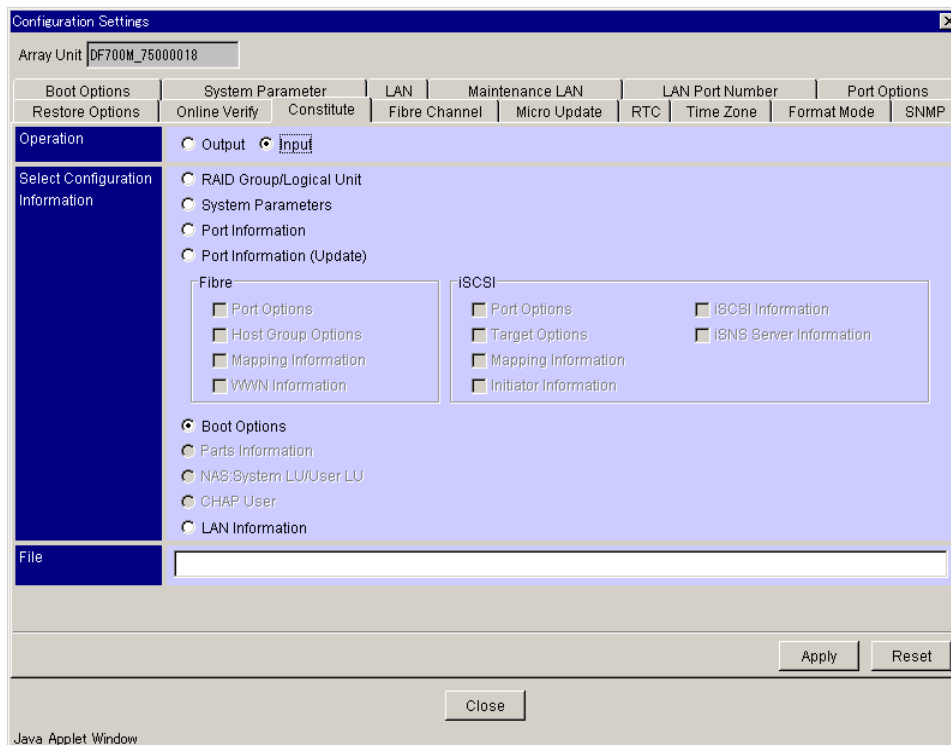 Configuration Settings
Array Unit DF700M_75000018
Boot Options System Parameter LAN Maintenance LAN LAN Port Number Port Options
Restore Options Online Verify Constitute Fibre Channel Micro Update RTC Time Zone Format Mode SNMP
Operation Output Input
Select Configuration Information
RAID Group/Logical Unit
System Parameters
Port Information
Port Information (Update)
Fibre
Port Options
Host Group Options
Mapping Information
WWN Information
iSCSI
Port Options iSCSI Information
Target Options iSNS Server Information
Mapping Information
Initiator Information
Boot Options
Parts Information
NAS:System LU/User LU
CHAP User
LAN Information
File
Apply Reset
Close
Java Applet Window